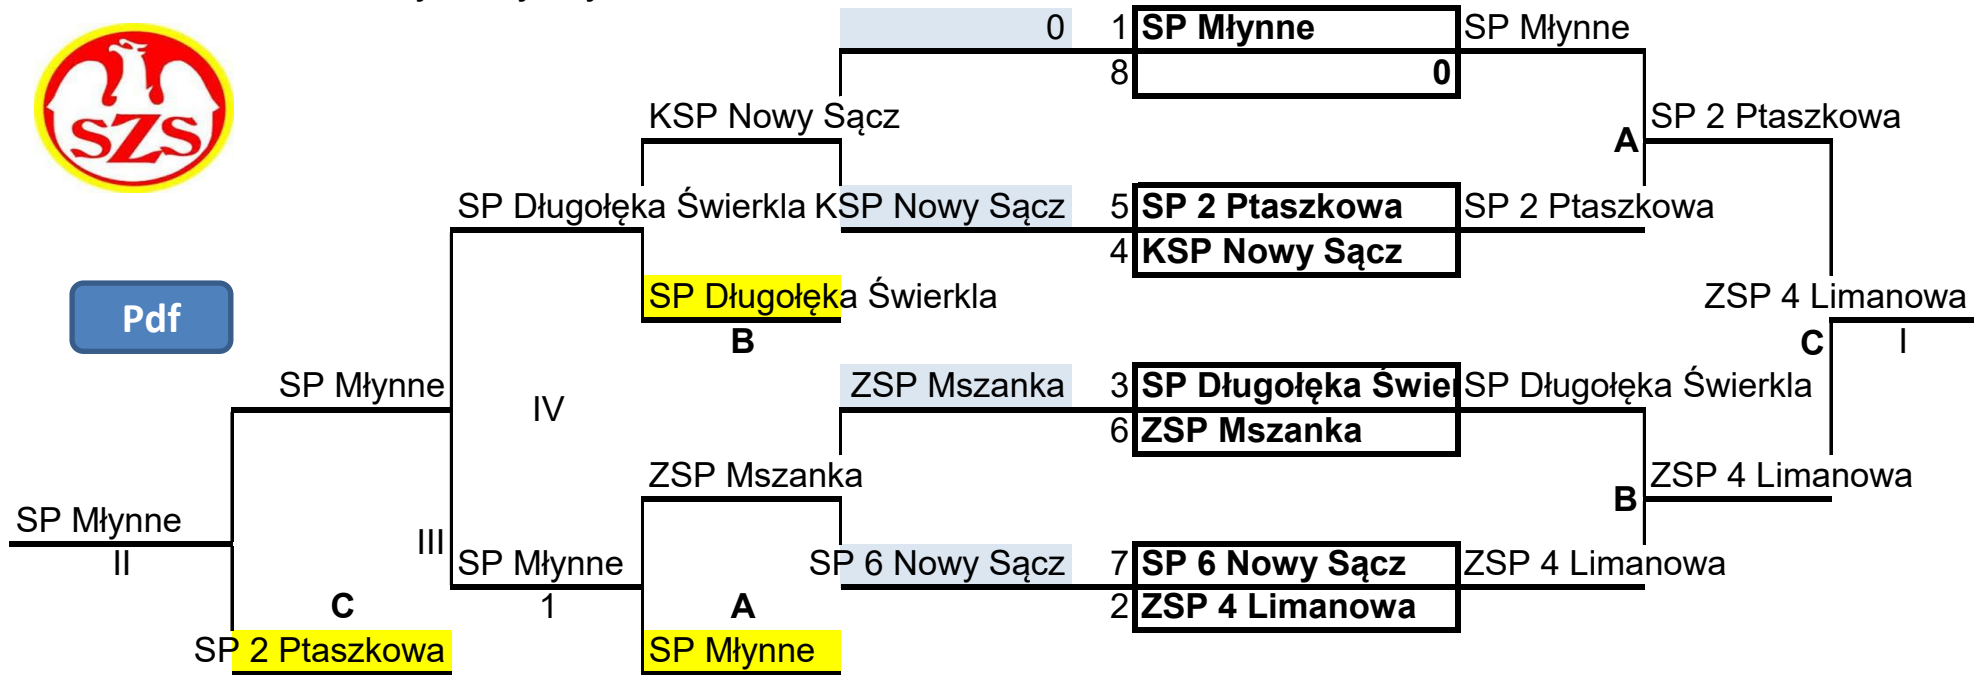 0 1 SP Młynne SP Młynne
8 0
SZS
KSP Nowy Sącz SP 2 Ptaszkowa
A
SP Długołęka Świerkla KSP Nowy Sącz 5 SP 2 Ptaszkowa SP 2 Ptaszkowa
4 KSP Nowy Sącz
SP Długołęka Świerkla ZSP 4 Limanowa
Pdf
B C I
SP Młynne ZSP Mszanka 3 SP Długołęka Świer SP Długołęka Świerkla
IV
6 ZSP Mszanka
ZSP Mszanka ZSP 4 Limanowa
B
SP Młynne
III
II
SP Młynne SP 6 Nowy Sącz 7 SP 6 Nowy Sącz ZSP 4 Limanowa
C 1 A 2 ZSP 4 Limanowa
SP 2 Ptaszkowa SP Młynne